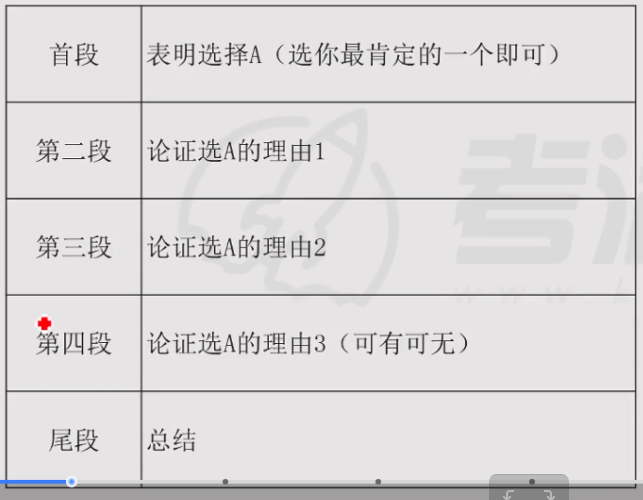 首段 表明选择A（选你最肯定的一个即可）
第二段 论证选A的理由1
第三段 论证选A的理由2
第四段 论证选A的理由3（可有可无）
尾段 总结